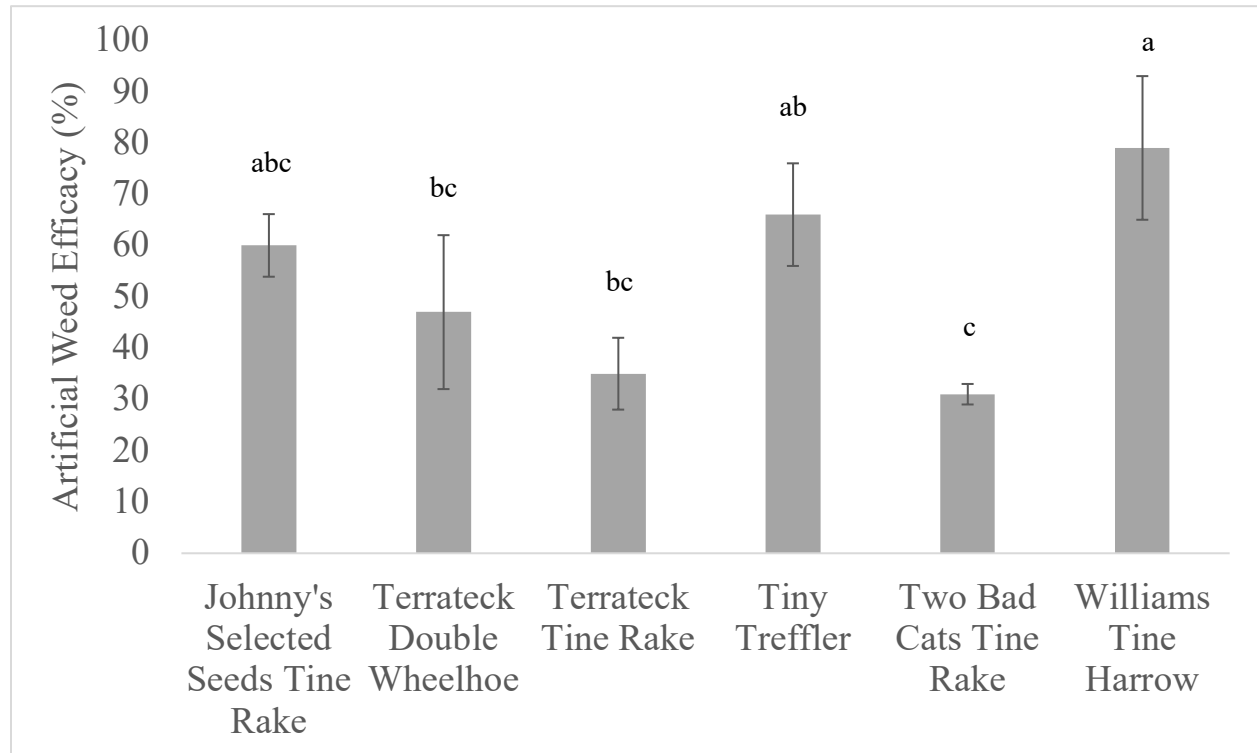 Artificial Weed Efficacy (%)
100
90
80
70
60
50
40
30
20
10
0
abc
bc
bc
ab
c
a
Johnny's
Selected
Seeds Tine
Rake
Terrateck
Double
Wheelhoe
Terrateck
Tine Rake
Tiny
Treffler
Two Bad
Cats Tine
Rake
Williams
Tine
Harrow